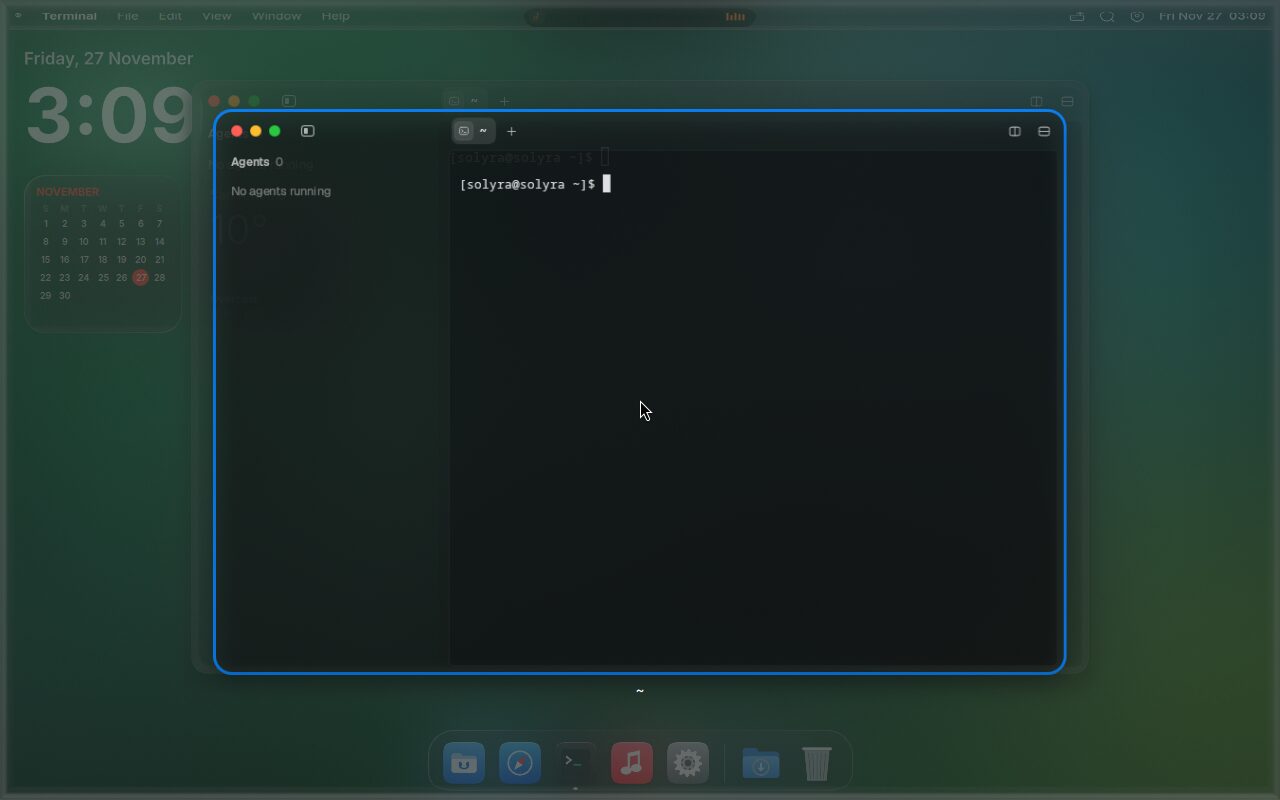 Terminal File Edit View Window Help
Fri Nov 27 03:09
Friday, 27 November
3:09
NOVEMBER
S M T W T F S
1 2 3 4 5 6 7
8 9 10 11 12 13 14
15 16 17 18 19 20 21
22 23 24 25 26 27 28
29 30
~
~
Agents 0
No agents running
10°
[solyra@solyra ~]$
[solyra@solyra ~]$
~